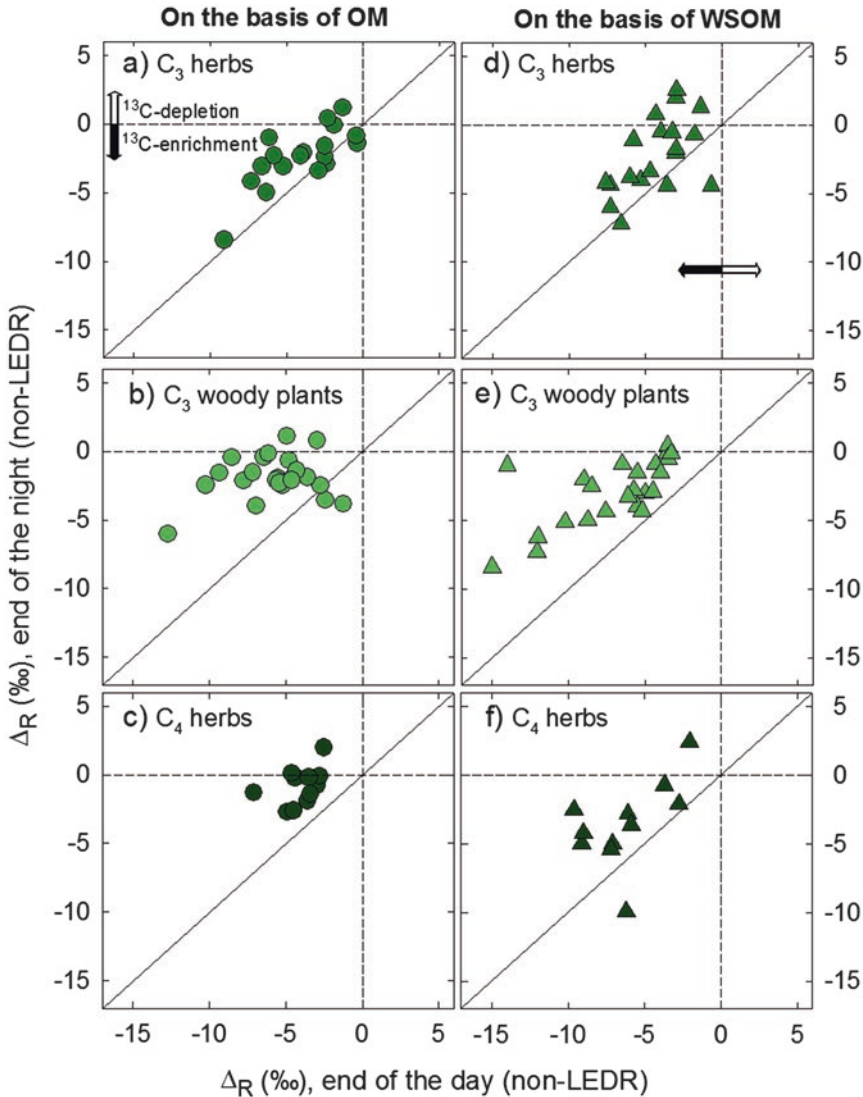 On the basis of OM
On the basis of WSOM
a) C3 herbs
13C-depletion
13C-enrichment
5
0
-5
-10
-15
d) C3 herbs
5
0
-5
-10
-15
b) C3 woody plants
5
0
-5
-10
-15
e) C3 woody plants
5
0
-5
-10
-15
c) C4 herbs
5
0
-5
-10
-15
f) C4 herbs
5
0
-5
-10
-15
-15 -10 -5 0 5
-15 -10 -5 0 5
ΔR (‰), end of the night (non-LEDR)
ΔR (‰), end of the day (non-LEDR)